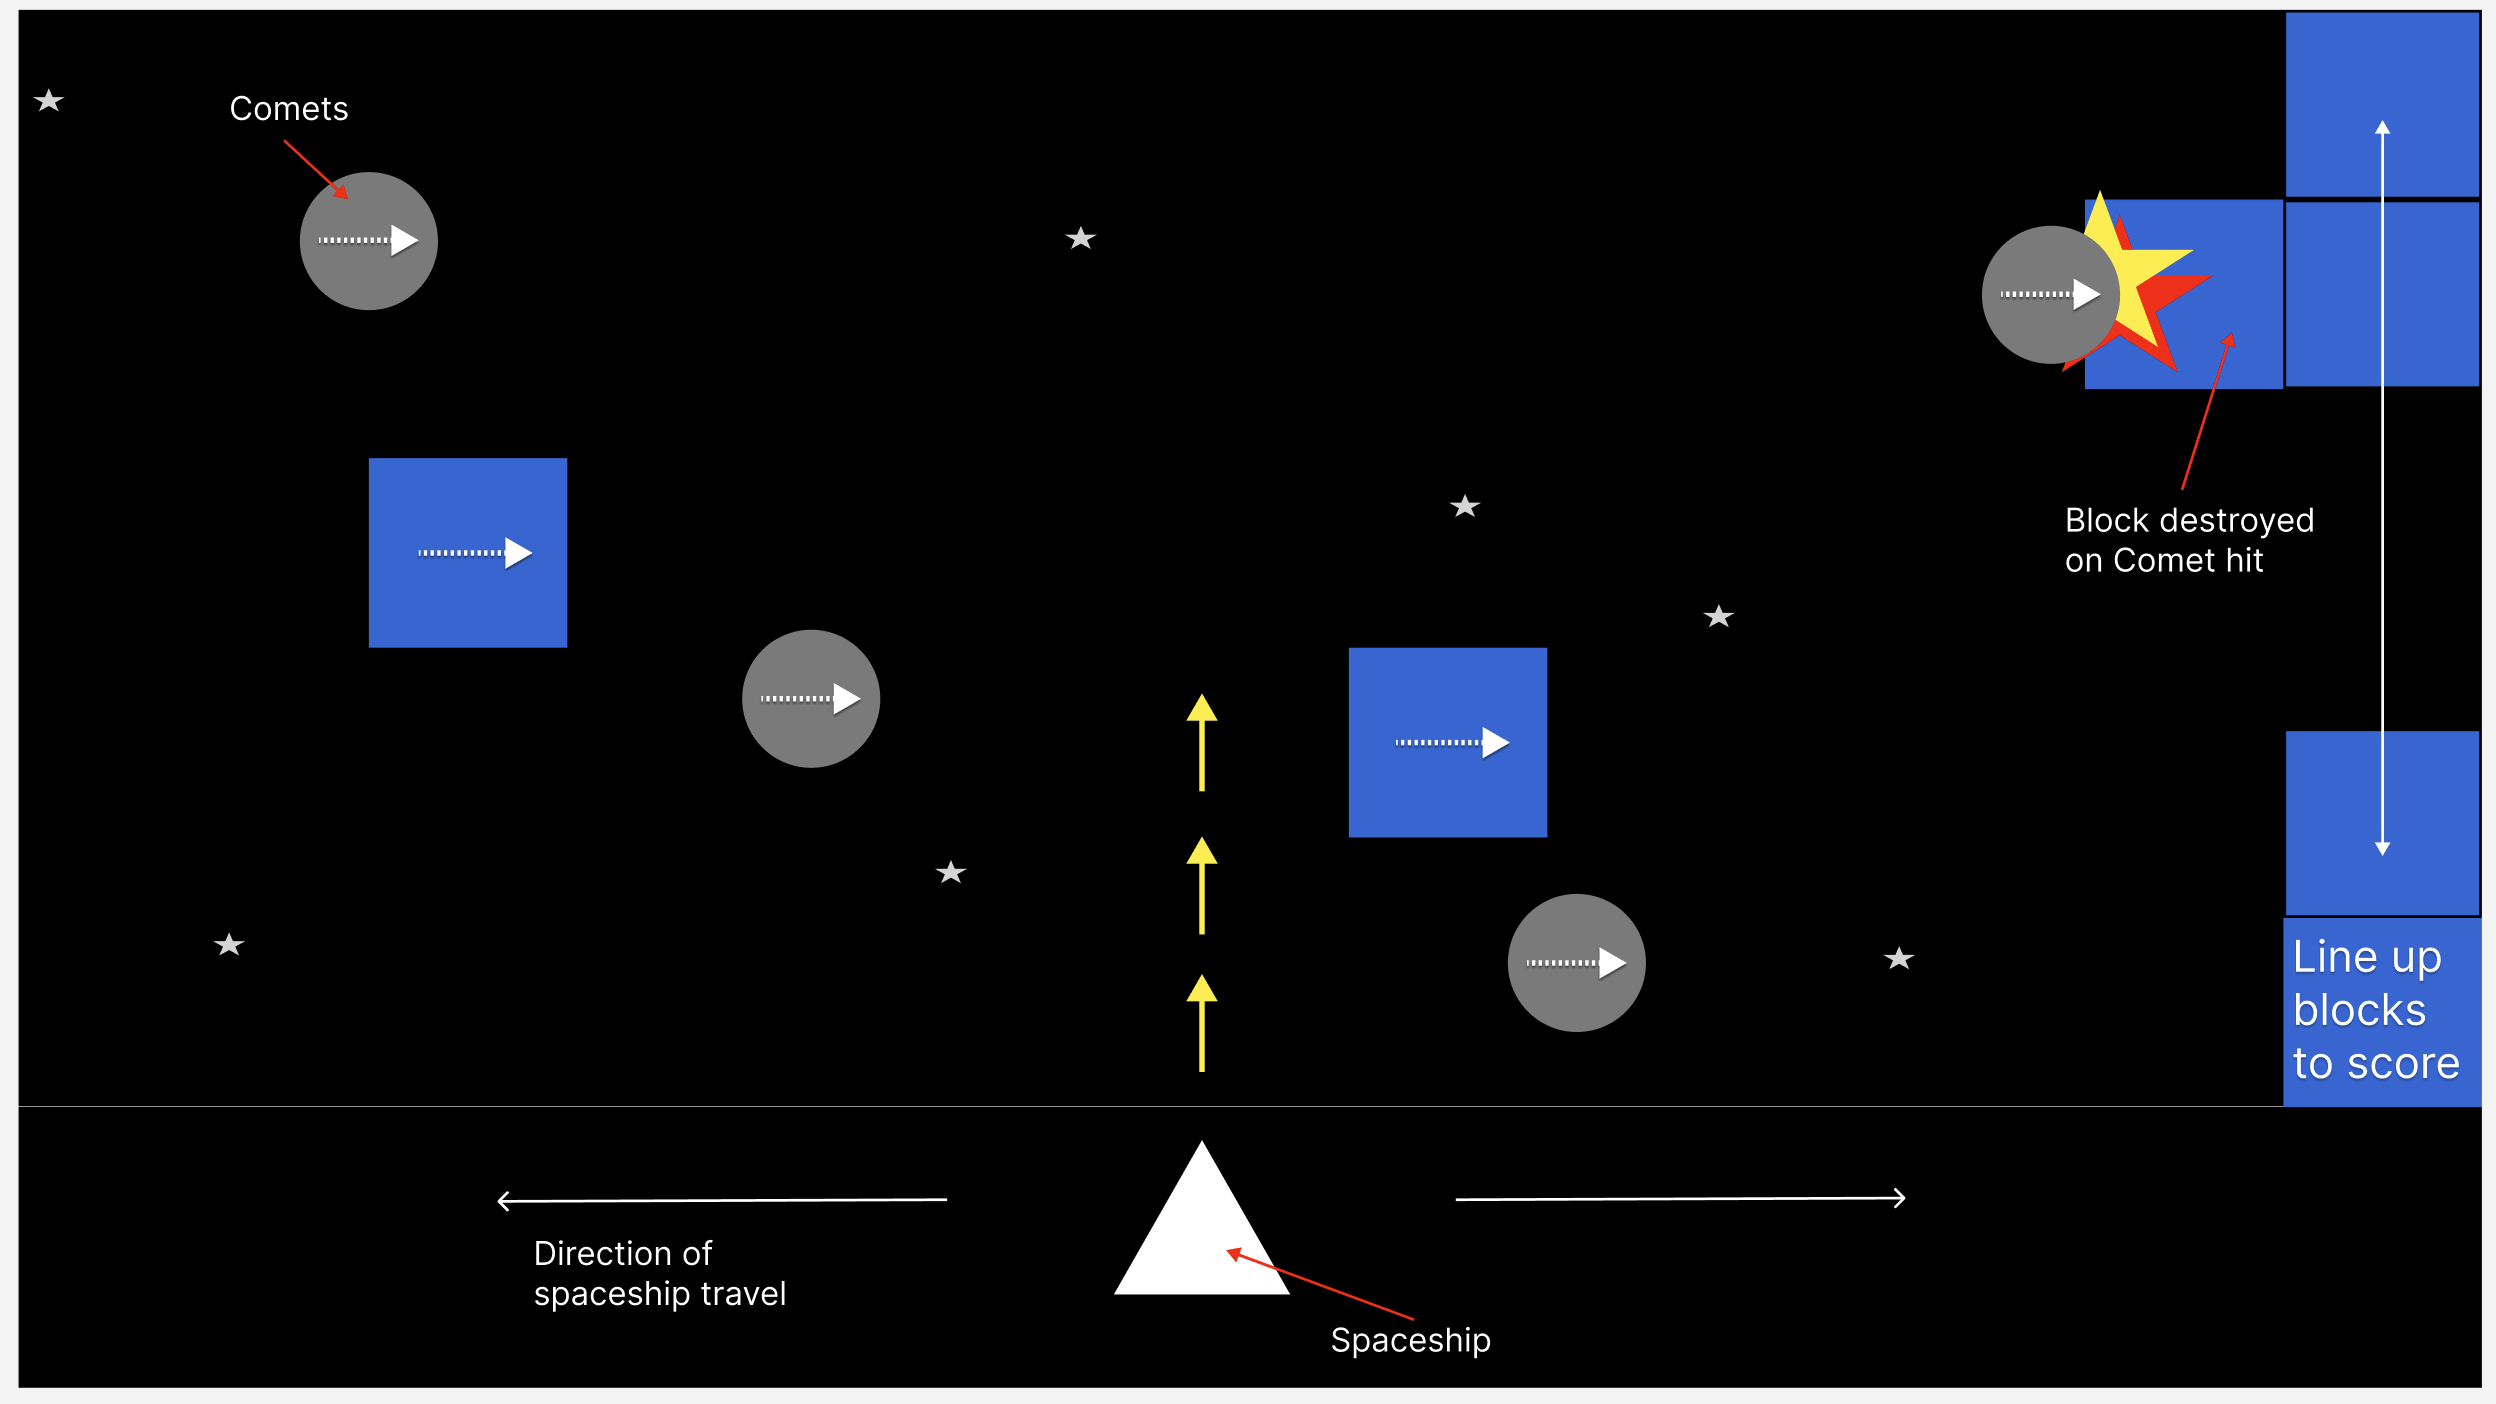 Comets
Block destroyed
on Comet hit
Line up
blocks
to score
Direction of
spaceship travel
Spaceship